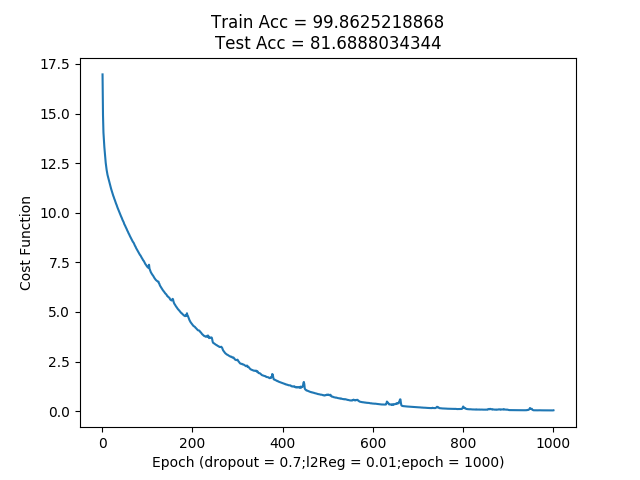 Train Acc = 99.8625218868
Test Acc = 81.6888034344
17.5
15.0
12.5
10.0
7.5
5.0
2.5
0.0
Cost Function
0 200 400 600 800 1000
Epoch (dropout = 0.7;l2Reg = 0.01;epoch = 1000)